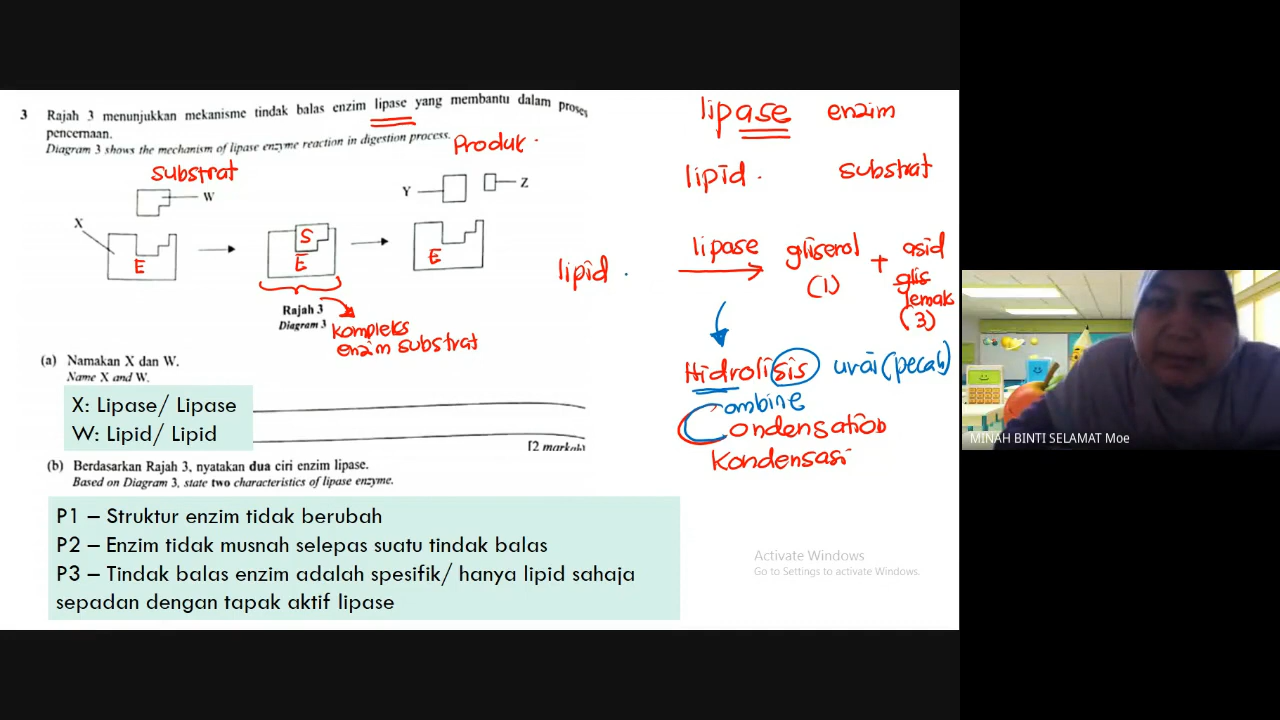 3 Rajah 3 menunjukkan mekanisme tindak balas enzim lipase yang membantu dalam proses
pencernaan.
Diagram 3 shows the mechanism of lipase enzyme reaction in digestion process.
Produk
Substrat
W
Y
Z
X
S
E
E
E
Rajah 3
Diagram 3
kompleks
enzim substrat
(a) Namakan X dan W.
Name X and W.
X: Lipase/ Lipase
W: Lipid/ Lipid
[2 markah]
(b) Berdasarkan Rajah 3, nyatakan dua ciri enzim lipase.
Based on Diagram 3, state two characteristics of lipase enzyme.
P1 – Struktur enzim tidak berubah
P2 – Enzim tidak musnah selepas suatu tindak balas
P3 – Tindak balas enzim adalah spesifik/ hanya lipid sahaja
sepadan dengan tapak aktif lipase
lipase enzim
lipid. substrat
lipid lipase gliserol + asid
glis
(1) lemak
(3)
Hidrolisis urai (pecah)
Combine
Condensation
Kondensasi
Activate Windows
Go to Settings to activate Windows.
MINAH BINTI SELAMAT Moe